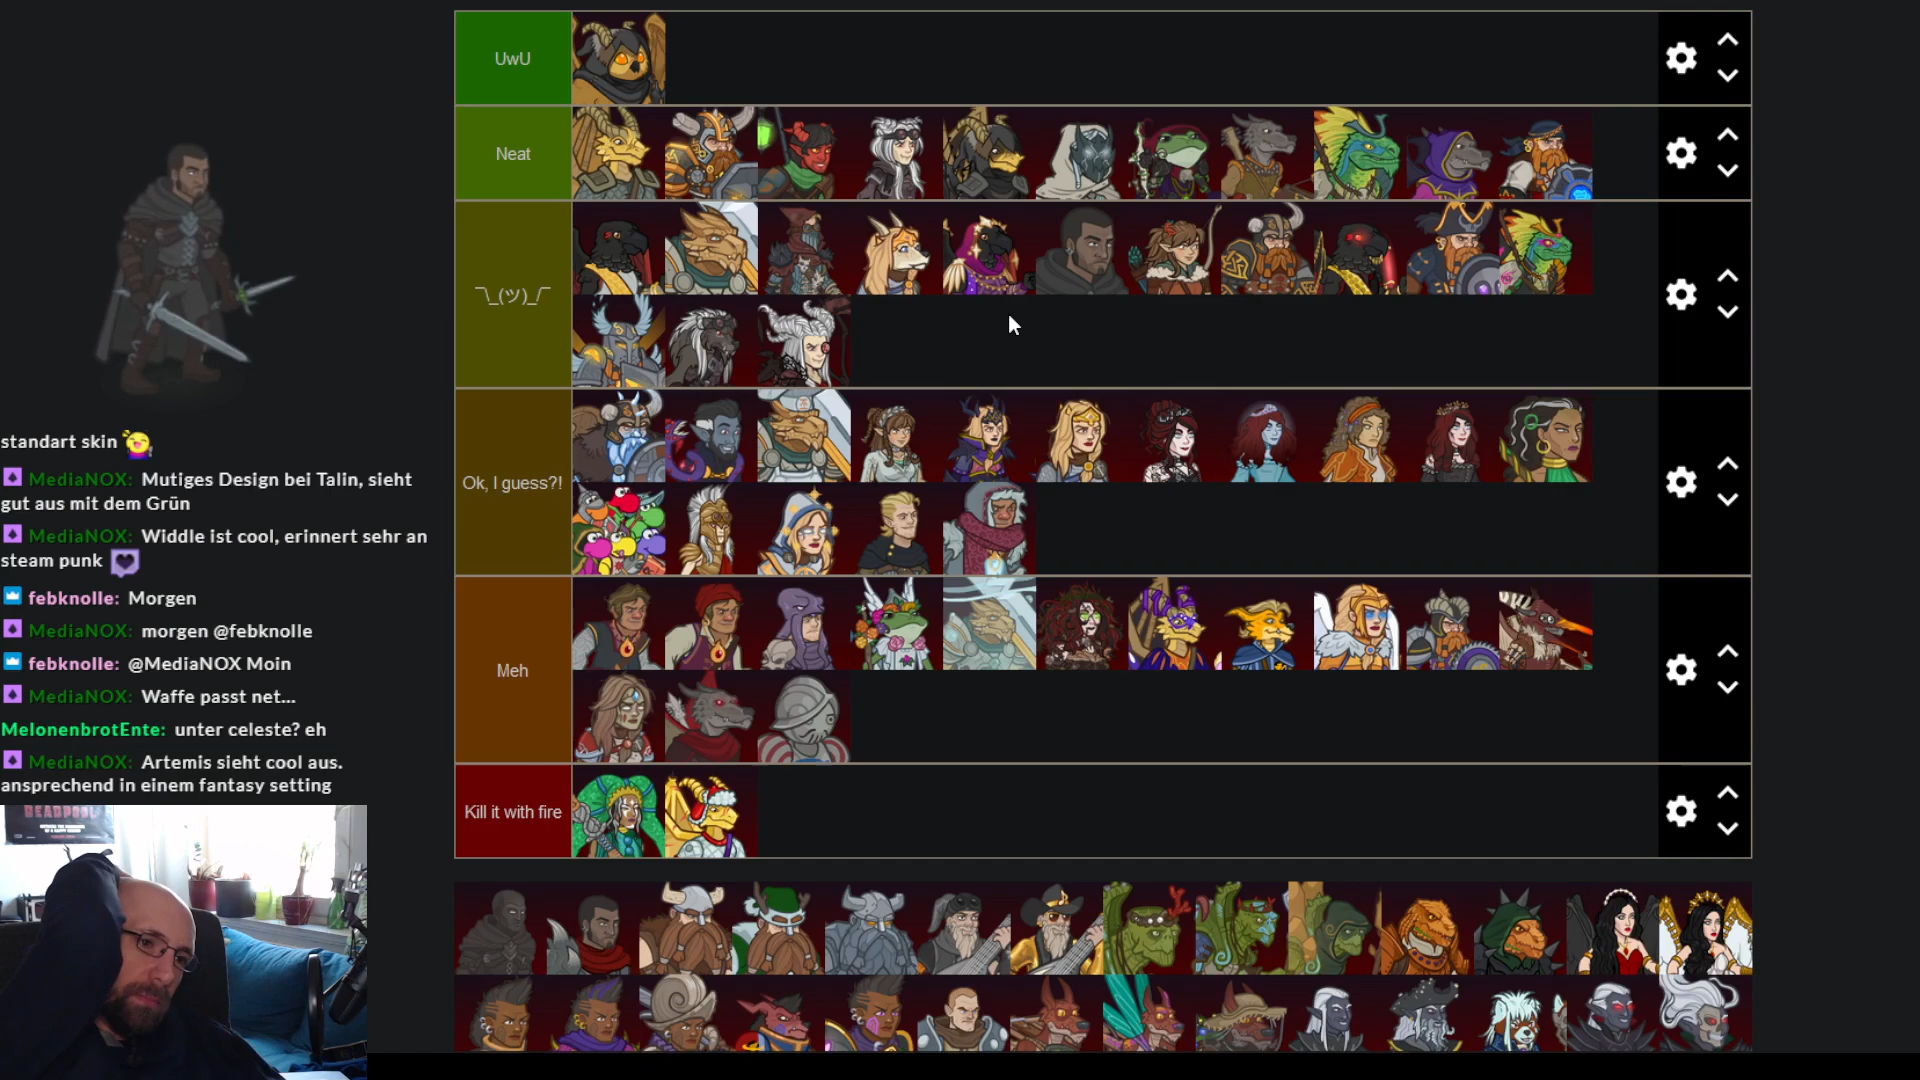 UwU
Neat
¯\_(ツ)_/¯
Ok, I guess?!
Meh
Kill it with fire
standart skin
MediaNOX: Mutiges Design bei Talin, sieht
gut aus mit dem Grün
MediaNOX: Widdle ist cool, erinnert sehr an
steam punk
febknolle: Morgen
MediaNOX: morgen @febknolle
febknolle: @MediaNOX Moin
MediaNOX: Waffe passt net...
MelonenbrotEnte: unter celeste? eh
MediaNOX: Artemis sieht cool aus.
ansprechend in einem fantasy setting
DEADPOOL